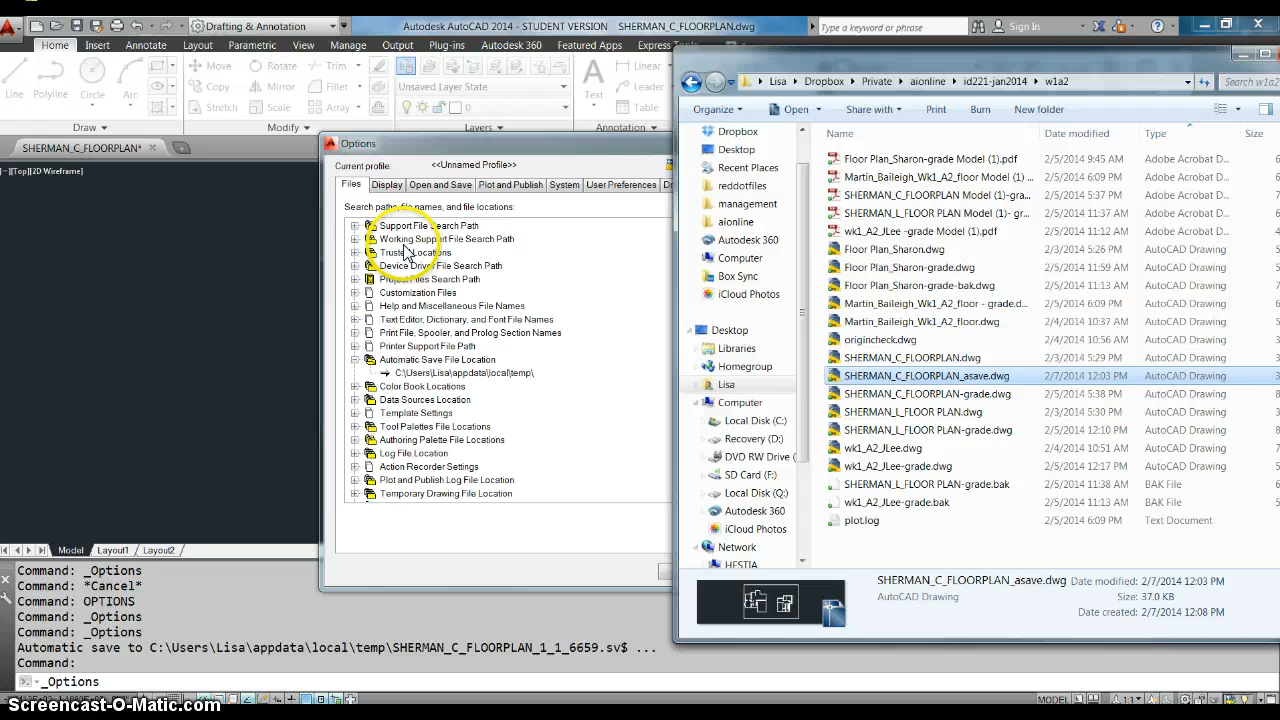 Drafting & Annotation
Autodesk AutoCAD 2014 - STUDENT VERSION SHERMAN_C_FLOORPLAN.dwg
Type a keyword or phrase
Sign In
Home Insert Annotate Layout Parametric View Manage Output Plug-ins Autodesk 360 Featured Apps Express Tools
Line Polyline Circle Arc
Move Rotate Trim
Copy Mirror Fillet
Stretch Scale Array
Unsaved Layer State
0
Text
Linear
Leader
Table
Draw Modify Layers Annotation
SHERMAN_C_FLOORPLAN*
[-][Top][2D Wireframe]
Options
Current profile: <<Unnamed Profile>>
Files Display Open and Save Plot and Publish System User Preferences
Search paths, file names, and file locations:
Support File Search Path
Working Support File Search Path
Trusted Locations
Device Driver File Search Path
Project Files Search Path
Customization Files
Help and Miscellaneous File Names
Text Editor, Dictionary, and Font File Names
Print File, Spooler, and Prolog Section Names
Printer Support File Path
Automatic Save File Location
C:\Users\Lisa\appdata\local\temp\
Color Book Locations
Data Sources Location
Template Settings
Tool Palettes File Locations
Authoring Palette File Locations
Log File Location
Action Recorder Settings
Plot and Publish Log File Location
Temporary Drawing File Location
Lisa Dropbox Private aionline id221-jan2014 w1a2
Search w1a2
Organize Open Share with Print Burn New folder
Dropbox
Desktop
Recent Places
reddotfiles
management
aionline
Autodesk 360
Computer
Box Sync
iCloud Photos
Desktop
Libraries
Homegroup
Lisa
Computer
Local Disk (C:)
Recovery (D:)
DVD RW Drive (
SD Card (F:)
Local Disk (Q:)
Autodesk 360
iCloud Photos
Network
HESTIA
Name Date modified Type Size
Floor Plan_Sharon-grade Model (1).pdf 2/5/2014 9:45 AM Adobe Acrobat D...
Martin_Baileigh_Wk1_A2_floor-grade Model (1) ... 2/5/2014 6:09 PM Adobe Acrobat D...
SHERMAN_C_FLOORPLAN Model (1)-gra... 2/5/2014 5:37 PM Adobe Acrobat D...
SHERMAN_L_FLOOR PLAN Model (1)- gr... 2/5/2014 11:37 AM Adobe Acrobat D...
wk1_A2_JLee -grade Model (1).pdf 2/5/2014 11:12 AM Adobe Acrobat D...
Floor Plan_Sharon.dwg 2/3/2014 5:26 PM AutoCAD Drawing
Floor Plan_Sharon-grade.dwg 2/5/2014 11:59 AM AutoCAD Drawing
Floor Plan_Sharon-grade-bak.dwg 2/5/2014 11:13 AM AutoCAD Drawing
Martin_Baileigh_Wk1_A2_floor - grade.d... 2/5/2014 6:09 PM AutoCAD Drawing
Martin_Baileigh_Wk1_A2_floor.dwg 2/4/2014 10:37 AM AutoCAD Drawing
origincheck.dwg 2/4/2014 10:56 AM AutoCAD Drawing
SHERMAN_C_FLOORPLAN.dwg 2/3/2014 5:29 PM AutoCAD Drawing
SHERMAN_C_FLOORPLAN_asave.dwg 2/7/2014 12:03 PM AutoCAD Drawing
SHERMAN_C_FLOORPLAN-grade.dwg 2/5/2014 5:38 PM AutoCAD Drawing
SHERMAN_L_FLOOR PLAN.dwg 2/3/2014 5:30 PM AutoCAD Drawing
SHERMAN_L_FLOOR PLAN-grade.dwg 2/5/2014 12:10 PM AutoCAD Drawing
wk1_A2_JLee.dwg 2/4/2014 10:51 AM AutoCAD Drawing
wk1_A2_JLee-grade.dwg 2/5/2014 12:17 PM AutoCAD Drawing
SHERMAN_L_FLOOR PLAN-grade.bak 2/5/2014 11:38 AM BAK File
wk1_A2_JLee-grade.bak 2/5/2014 11:13 AM BAK File
plot.log 2/5/2014 6:09 PM Text Document
SHERMAN_C_FLOORPLAN_asave.dwg Date modified: 2/7/2014 12:03 PM
AutoCAD Drawing Size: 37.0 KB
Date created: 2/7/2014 12:08 PM
Model Layout1 Layout2
Command: _Options
Command: *Cancel*
Command: OPTIONS
Command: _Options
Command: _Options
Automatic save to C:\Users\Lisa\appdata\local\temp\SHERMAN_C_FLOORPLAN_1_1_6659.sv$ ...
Command:
_Options
MODEL
1:1
Screencast-O-Matic.com